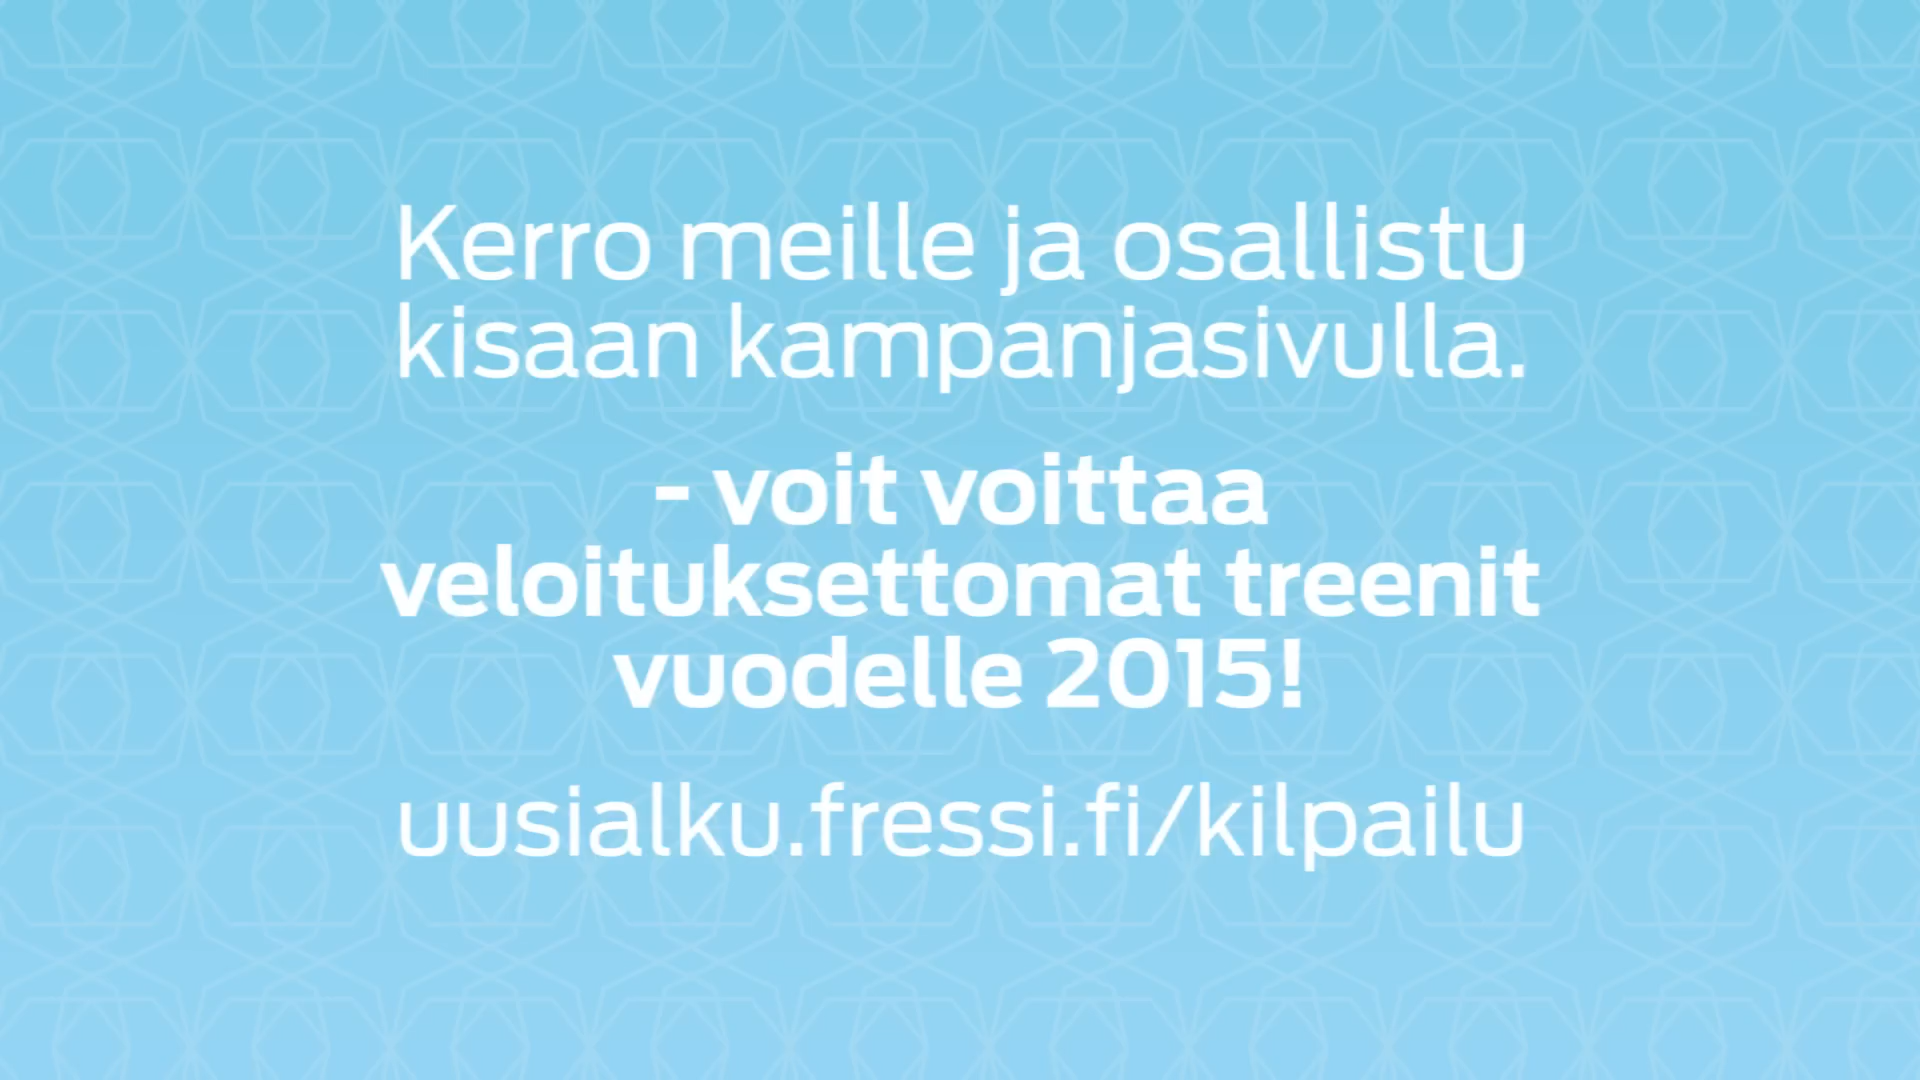 Kerro meille ja osallistu
kisaan kampanjasivulla.
- voit voittaa
veloituksettomat treenit
vuodelle 2015!
uusialku.fressi.fi/kilpailu